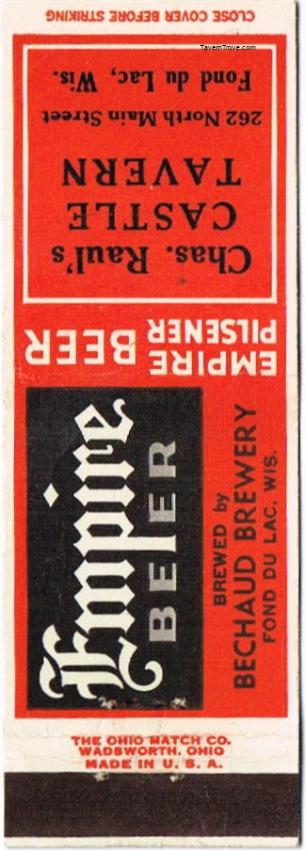 TavernTrove.com
CLOSE COVER BEFORE STRIKING
Chas. Raul's
CASTLE
TAVERN
262 North Main Street
Fond du Lac, Wis.
EMPIRE
PILSENER
BEER
Empire
BEER
BREWED by
BECHAUD BREWERY
FOND DU LAC, WIS.
THE OHIO MATCH CO.
WADSWORTH, OHIO
MADE IN U. S. A.